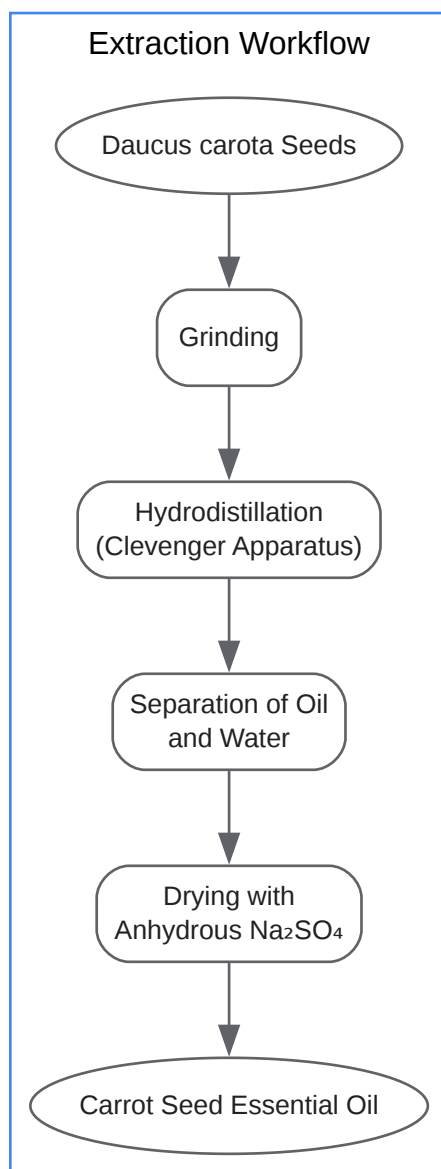 Extraction Workflow
Daucus carota Seeds
Grinding
Hydrodistillation
(Clevenger Apparatus)
Separation of Oil
and Water
Drying with
Anhydrous Na₂SO₄
Carrot Seed Essential Oil